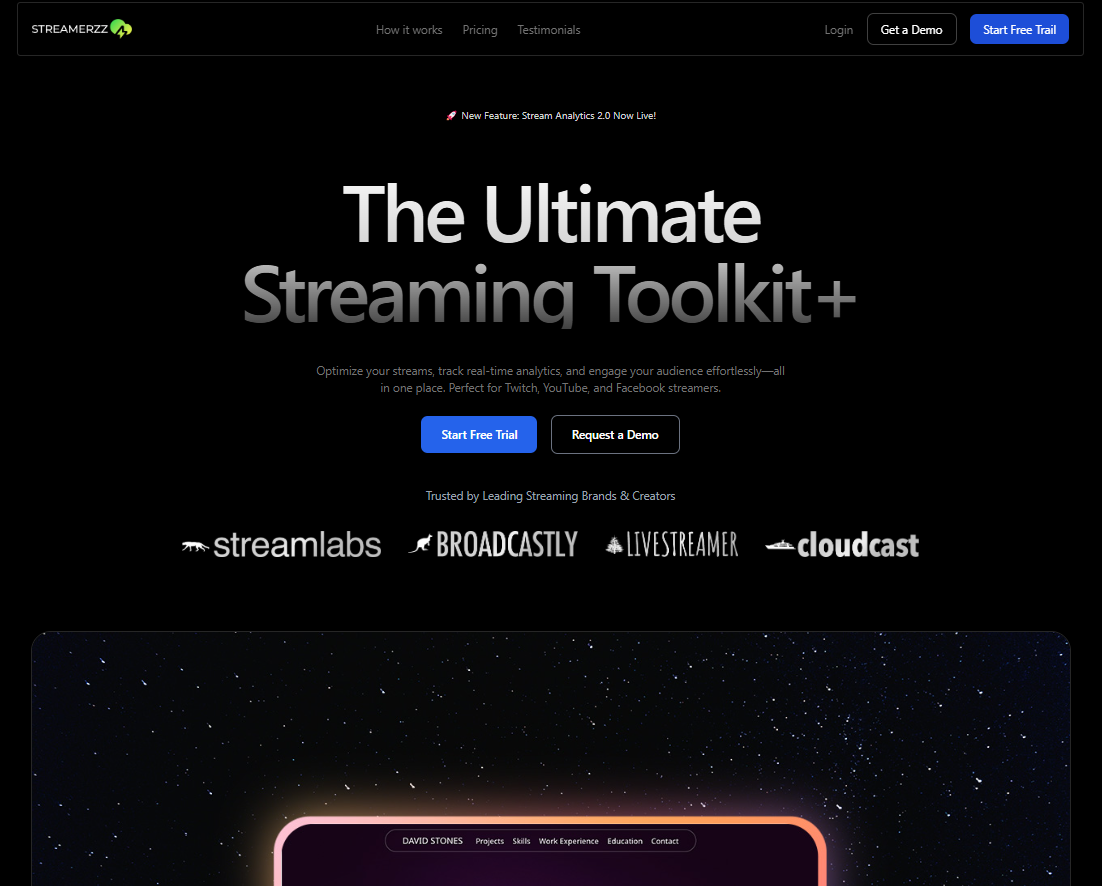 STREAMERZZ
How it works Pricing Testimonials
Login Get a Demo Start Free Trail
🚀 New Feature: Stream Analytics 2.0 Now Live!
The Ultimate
Streaming Toolkit+
Optimize your streams, track real-time analytics, and engage your audience effortlessly—all
in one place. Perfect for Twitch, YouTube, and Facebook streamers.
Start Free Trial Request a Demo
Trusted by Leading Streaming Brands & Creators
streamlabs BROADCASTLY LIVESTREAMER cloudcast
DAVID STONES Projects Skills Work Experience Education Contact